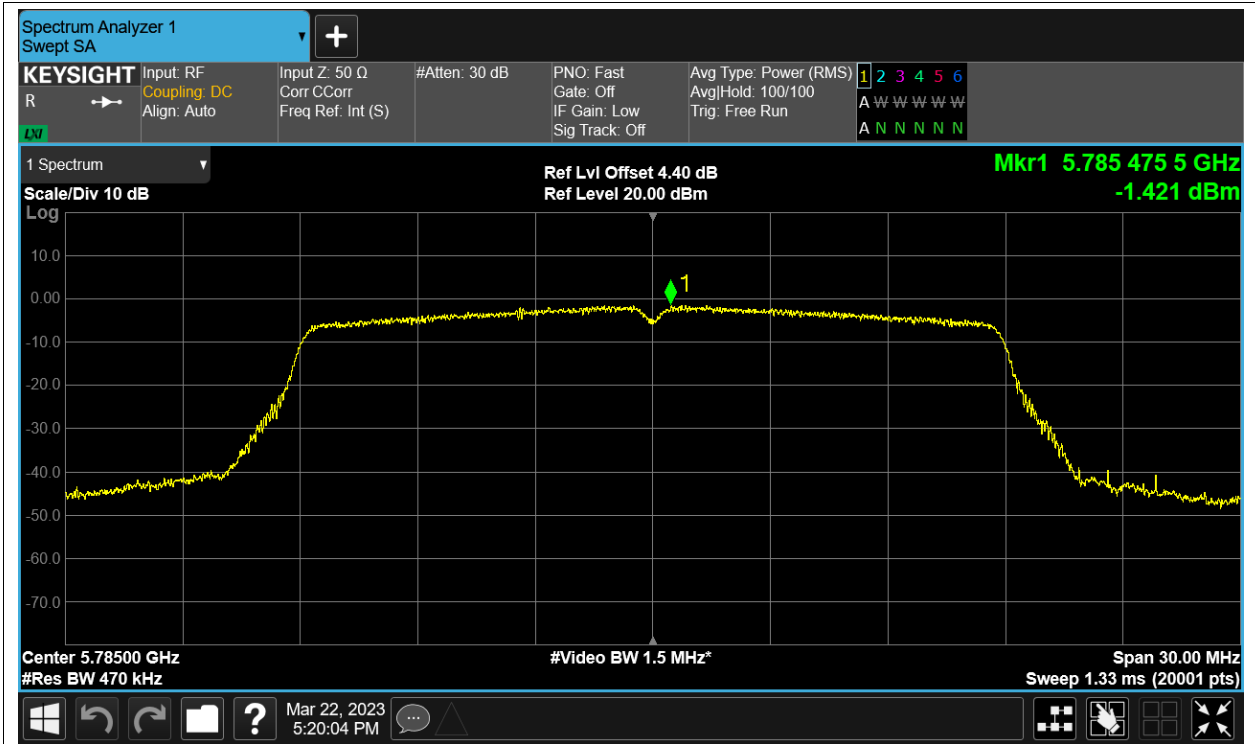 Spectrum Analyzer 1
Swept SA
KEYSIGHT
R
LXI
Input: RF
Coupling: DC
Align: Auto
Input Z: 50 Ω
Corr CCorr
Freq Ref: Int (S)
#Atten: 30 dB
PNO: Fast
Gate: Off
IF Gain: Low
Sig Track: Off
Avg Type: Power (RMS)
Avg|Hold: 100/100
Trig: Free Run
1 2 3 4 5 6
A W W W W W
A N N N N N
1 Spectrum
Scale/Div 10 dB
Log
Ref Lvl Offset 4.40 dB
Ref Level 20.00 dBm
Mkr1 5.785 475 5 GHz
-1.421 dBm
1
10.0
0.00
-10.0
-20.0
-30.0
-40.0
-50.0
-60.0
-70.0
Center 5.78500 GHz
#Video BW 1.5 MHz*
Span 30.00 MHz
#Res BW 470 kHz
Sweep 1.33 ms (20001 pts)
?
Mar 22, 2023
5:20:04 PM